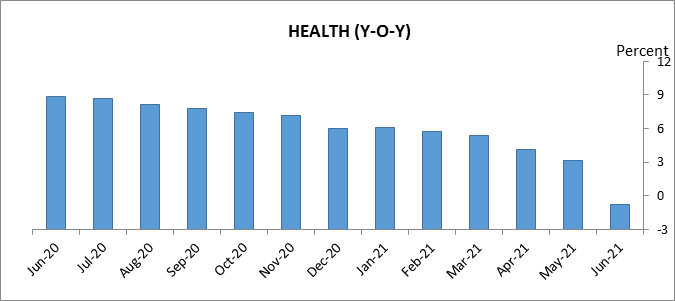 HEALTH (Y-O-Y)
Percent
12
9
6
3
0
-3
Jun-20
Jul-20
Aug-20
Sep-20
Oct-20
Nov-20
Dec-20
Jan-21
Feb-21
Mar-21
Apr-21
May-21
Jun-21